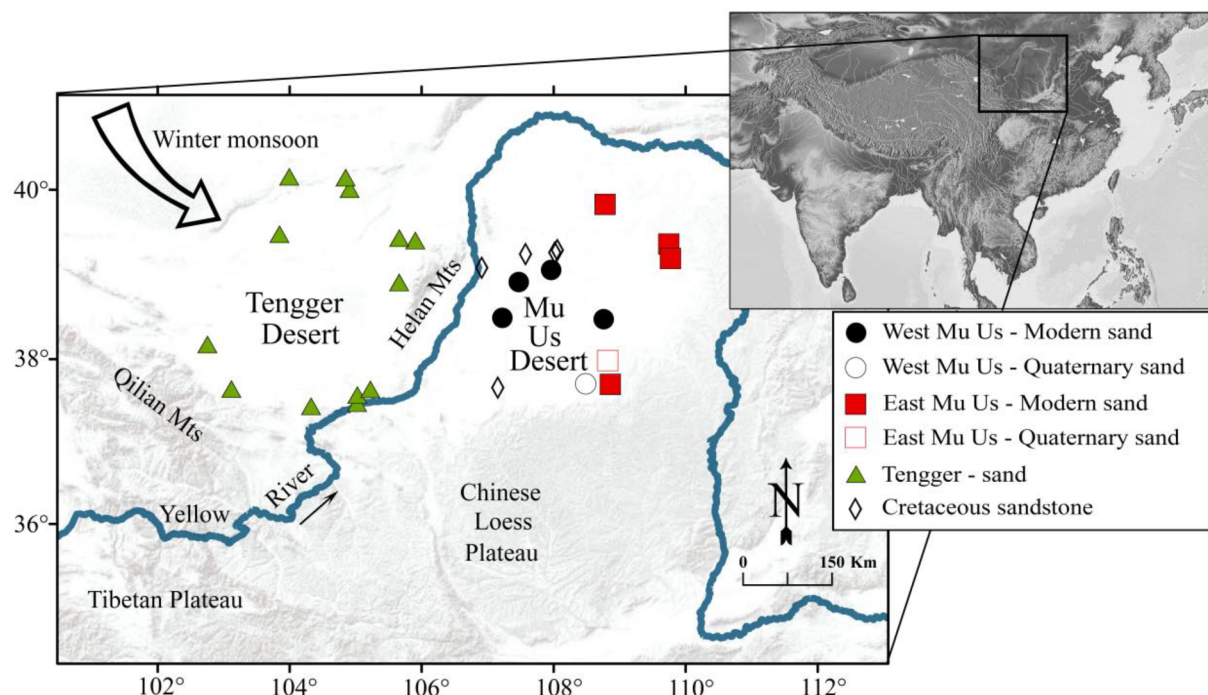 Winter monsoon
40°
38°
36°
Tengger
Desert
Helan Mts
Mu
Us
Desert
Qilian Mts
Yellow
River
Chinese
Loess
Plateau
Tibetan Plateau
N
0 150 Km
102°
104°
106°
108°
110°
112°
West Mu Us - Modern sand
West Mu Us - Quaternary sand
East Mu Us - Modern sand
East Mu Us - Quaternary sand
Tengger - sand
Cretaceous sandstone